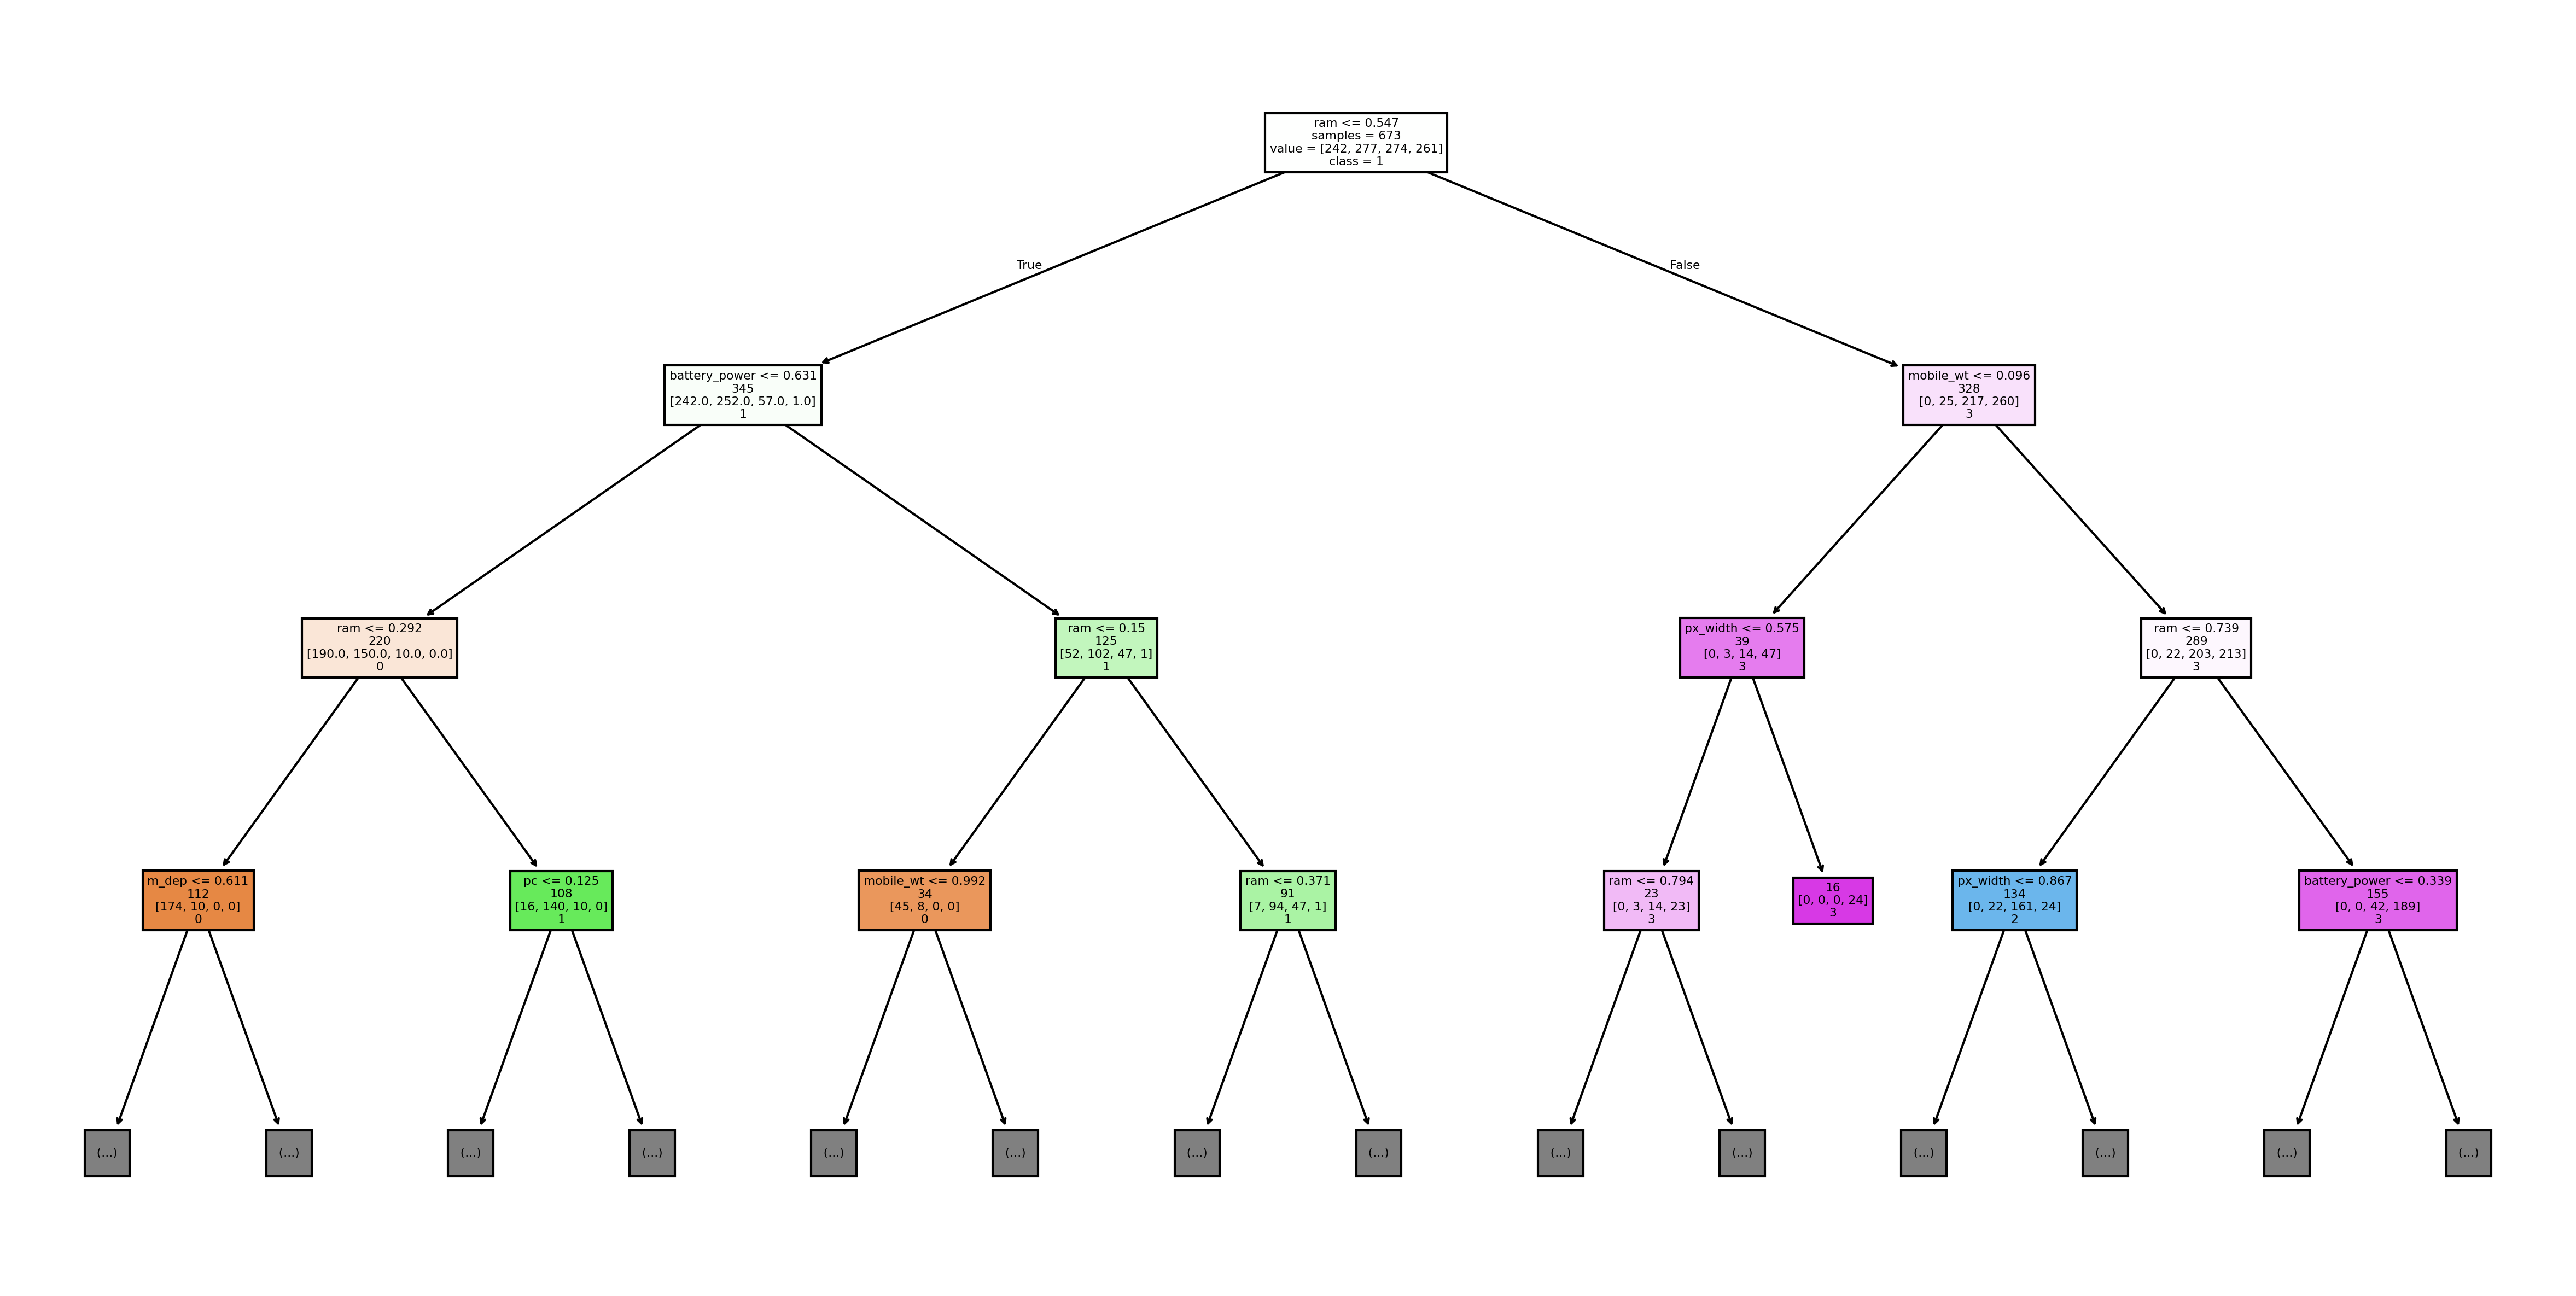 ram <= 0.547
samples = 673
value = [242, 277, 274, 261]
class = 1
True
False
battery_power <= 0.631
345
[242.0, 252.0, 57.0, 1.0]
1
mobile_wt <= 0.096
328
[0, 25, 217, 260]
3
ram <= 0.292
220
[190.0, 150.0, 10.0, 0.0]
0
ram <= 0.15
125
[52, 102, 47, 1]
1
px_width <= 0.575
39
[0, 3, 14, 47]
3
ram <= 0.739
289
[0, 22, 203, 213]
3
m_dep <= 0.611
112
[174, 10, 0, 0]
0
pc <= 0.125
108
[16, 140, 10, 0]
1
mobile_wt <= 0.992
34
[45, 8, 0, 0]
0
ram <= 0.371
91
[7, 94, 47, 1]
1
ram <= 0.794
23
[0, 3, 14, 23]
3
16
[0, 0, 0, 24]
3
px_width <= 0.867
134
[0, 22, 161, 24]
2
battery_power <= 0.339
155
[0, 0, 42, 189]
3
(...)
(...)
(...)
(...)
(...)
(...)
(...)
(...)
(...)
(...)
(...)
(...)
(...)
(...)